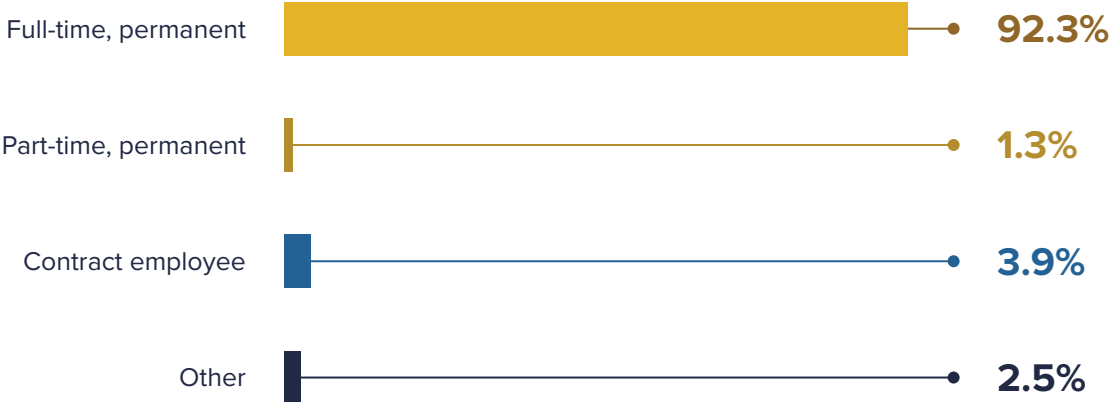 Full-time, permanent 92.3%
Part-time, permanent 1.3%
Contract employee 3.9%
Other 2.5%